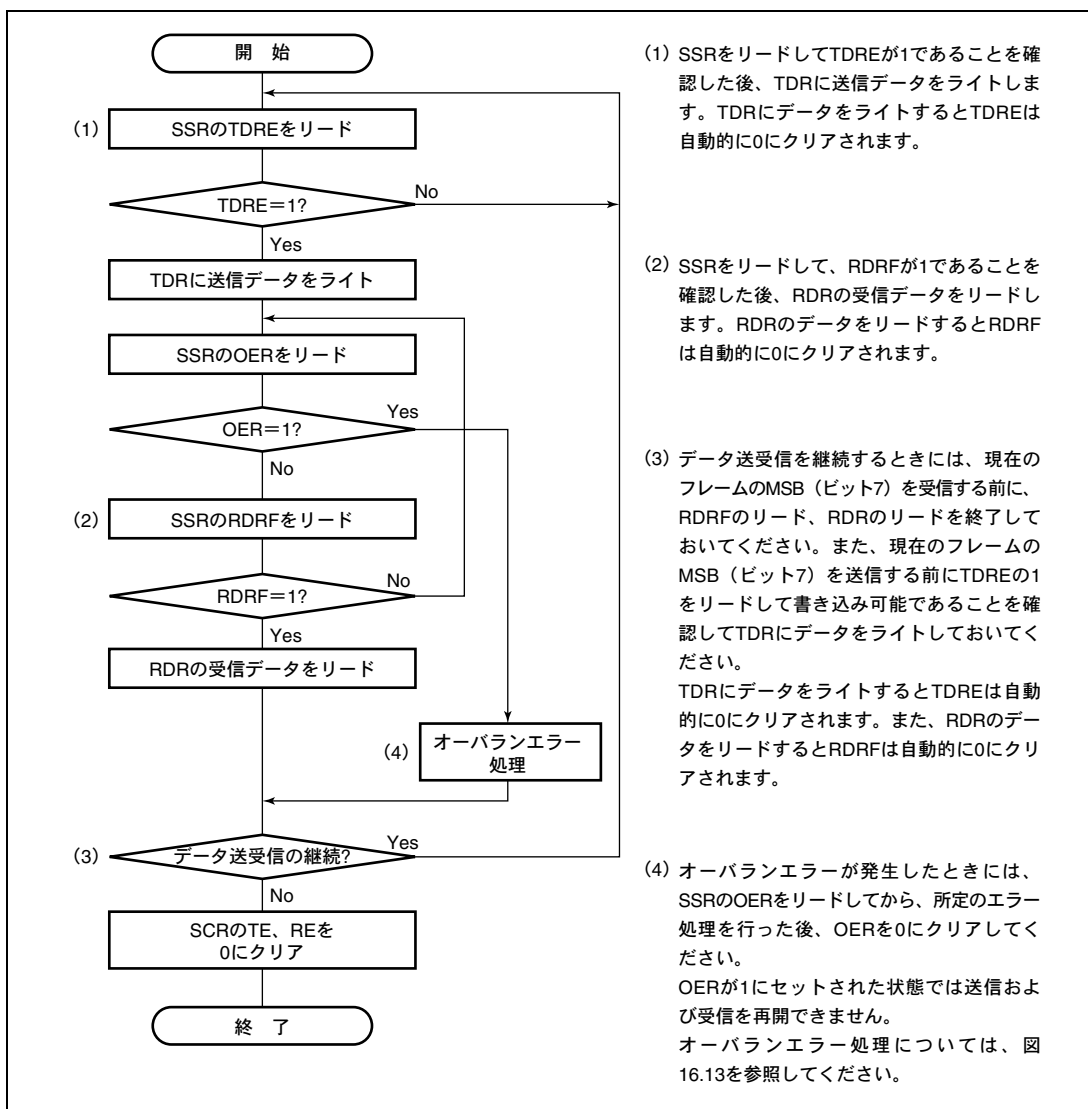 開 始
(1)
SSRのTDREをリード
TDRE＝1?
No
Yes
TDRに送信データをライト
SSRのOERをリード
OER＝1?
Yes
No
(2)
SSRのRDRFをリード
RDRF＝1?
No
Yes
RDRの受信データをリード
(4)
オーバランエラー
処理
(3)
データ送受信の継続?
Yes
No
SCRのTE、REを
0にクリア
終 了
(1) SSRをリードしてTDREが1であることを確
認した後、TDRに送信データをライトしま
す。TDRにデータをライトするとTDREは
自動的に0にクリアされます。
(2) SSRをリードして、RDRFが1であることを
確認した後、RDRの受信データをリードし
ます。RDRのデータをリードするとRDRF
は自動的に0にクリアされます。
(3) データ送受信を継続するときには、現在の
フレームのMSB（ビット7）を受信する前に、
RDRFのリード、RDRのリードを終了して
おいてください。また、現在のフレームの
MSB（ビット7）を送信する前にTDREの1
をリードして書き込み可能であることを確
認してTDRにデータをライトしておいてく
ださい。
TDRにデータをライトするとTDREは自動
的に0にクリアされます。また、RDRのデー
タをリードするとRDRFは自動的に0にクリ
アされます。
(4) オーバランエラーが発生したときには、
SSRのOERをリードしてから、所定のエラー
処理を行った後、OERを0にクリアしてく
ださい。
OERが1にセットされた状態では送信およ
び受信を再開できません。
オーバランエラー処理については、図
16.13を参照してください。